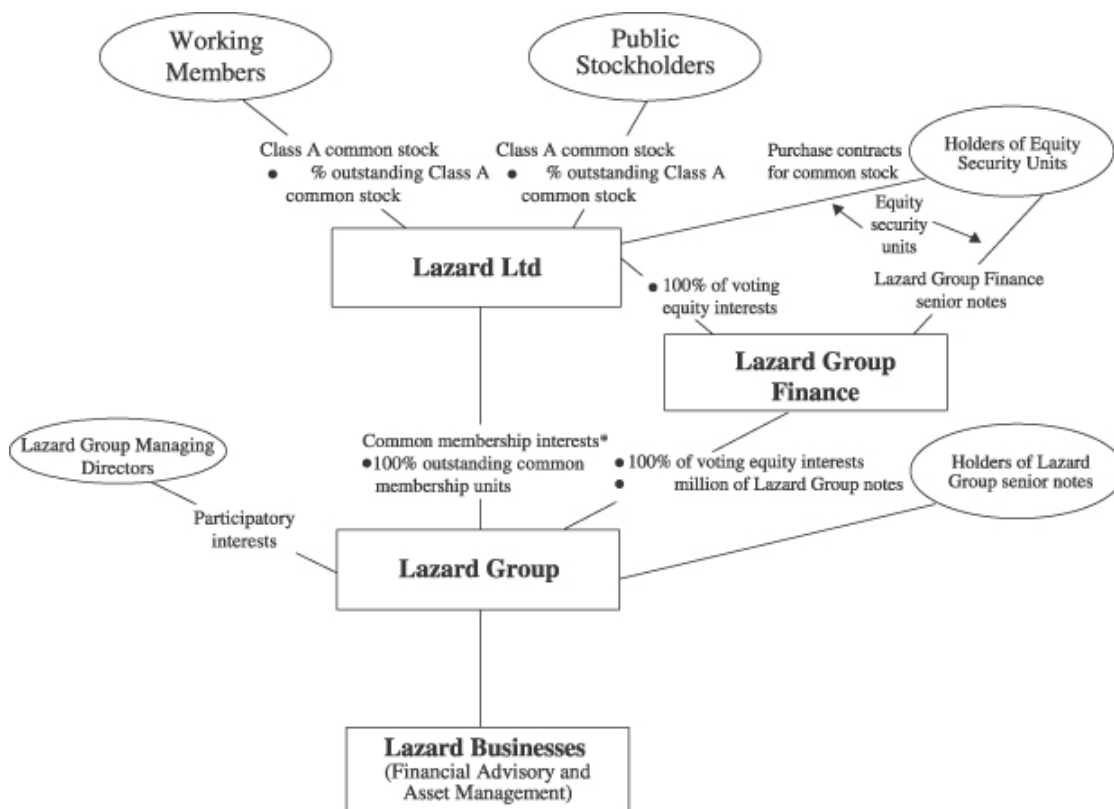 Working
Members
Public
Stockholders
Class A common stock
● % outstanding Class A
common stock
Class A common stock
● % outstanding Class A
common stock
Purchase contracts
for common stock
Holders of Equity
Security Units
Equity
security
units
Lazard Ltd
● 100% of voting
equity interests
Lazard Group Finance
senior notes
Lazard Group
Finance
Lazard Group Managing
Directors
Common membership interests*
●100% outstanding common
membership units
● 100% of voting equity interests
● million of Lazard Group notes
Holders of Lazard
Group senior notes
Participatory
interests
Lazard Group
Lazard Businesses
(Financial Advisory and
Asset Management)